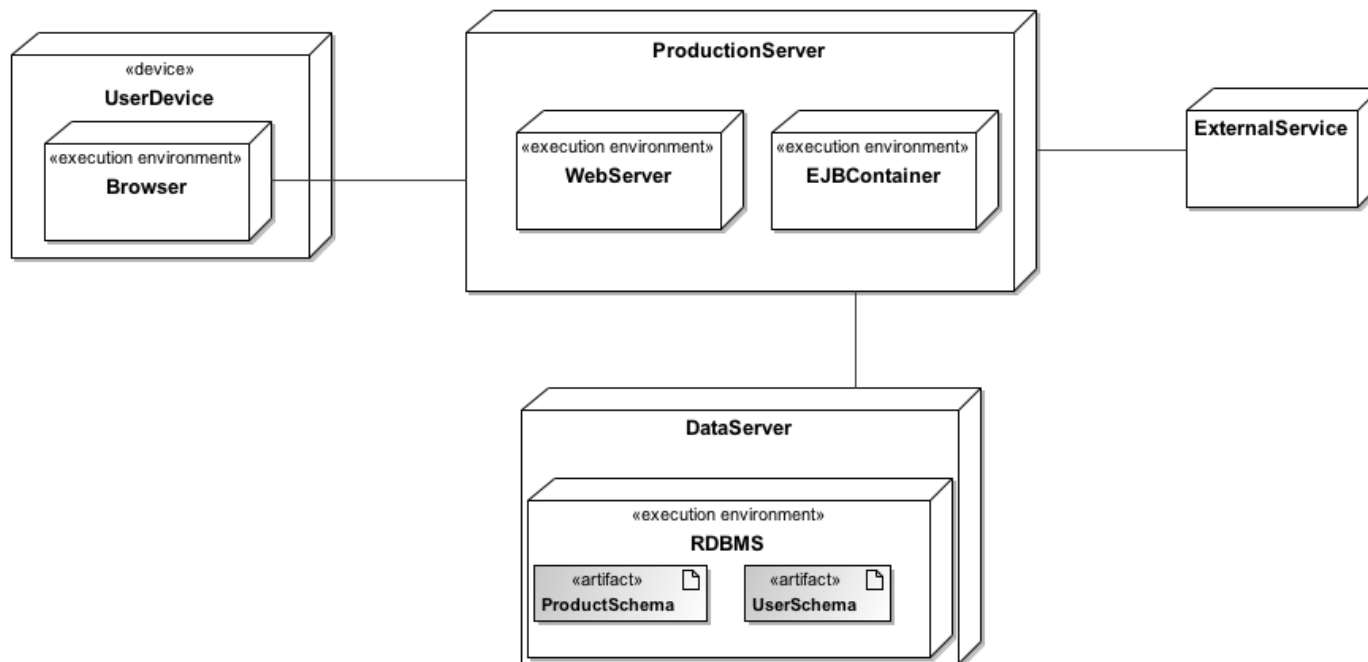 «device»
UserDevice
«execution environment»
Browser
ProductionServer
«execution environment»
WebServer
«execution environment»
EJBContainer
ExternalService
DataServer
«execution environment»
RDBMS
«artifact»
ProductSchema
«artifact»
UserSchema